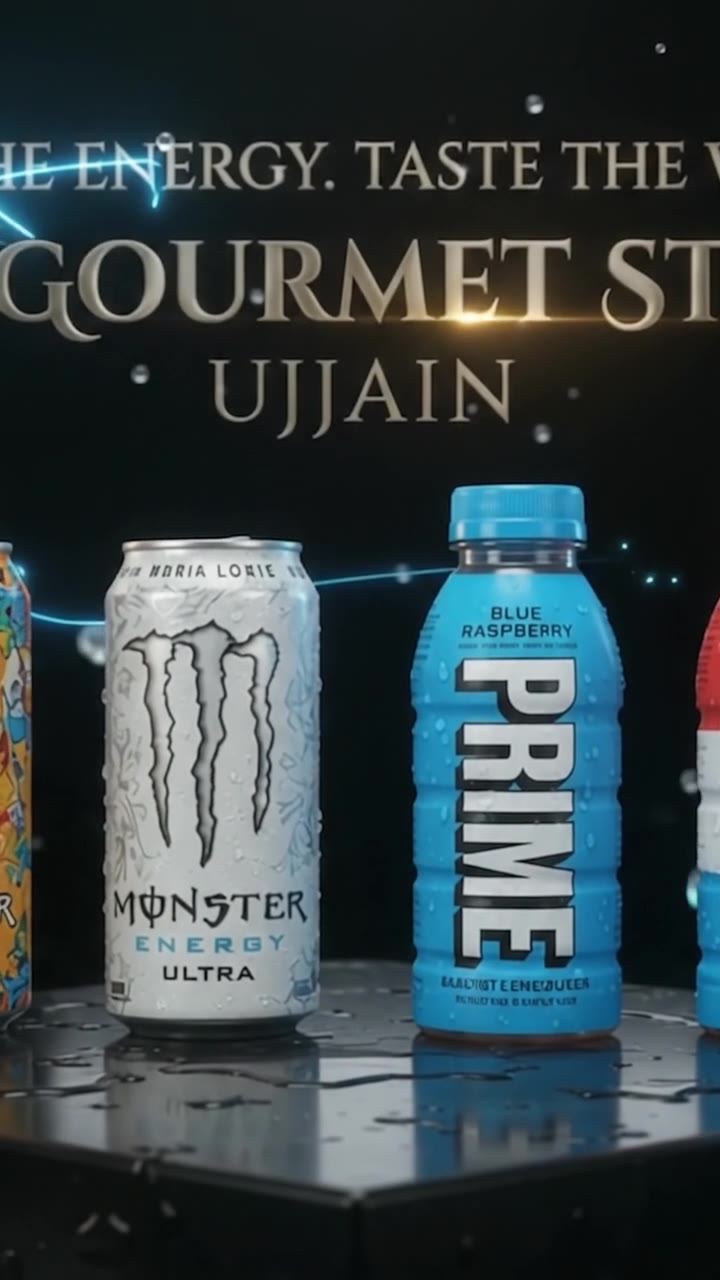 HE ENERGY. TASTE THE
GOURMET ST
UJJAIN
MONSTER
ENERGY
ULTRA
BLUE
RASPBERRY
PRIME
R